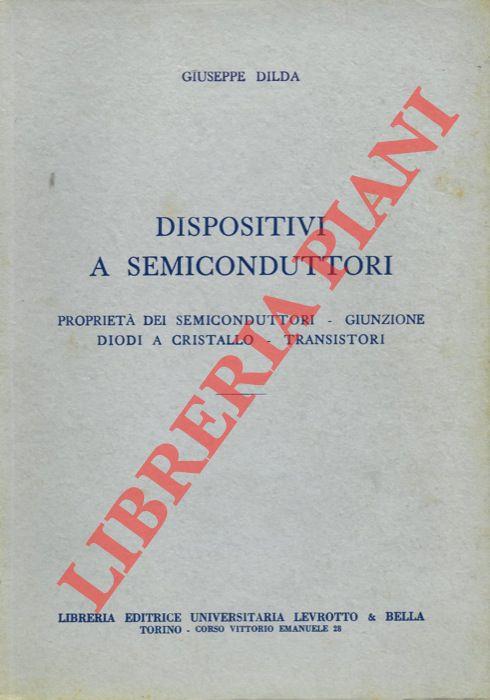 GIUSEPPE DILDA
DISPOSITIVI
A SEMICONDUTTORI
PROPRIETÀ DEI SEMICONDUTTORI - GIUNZIONE
DIODI A CRISTALLO - TRANSISTORI
LIBRERIA PIANI
LIBRERIA EDITRICE UNIVERSITARIA LEVROTTO & BELLA
TORINO - CORSO VITTORIO EMANUELE 28